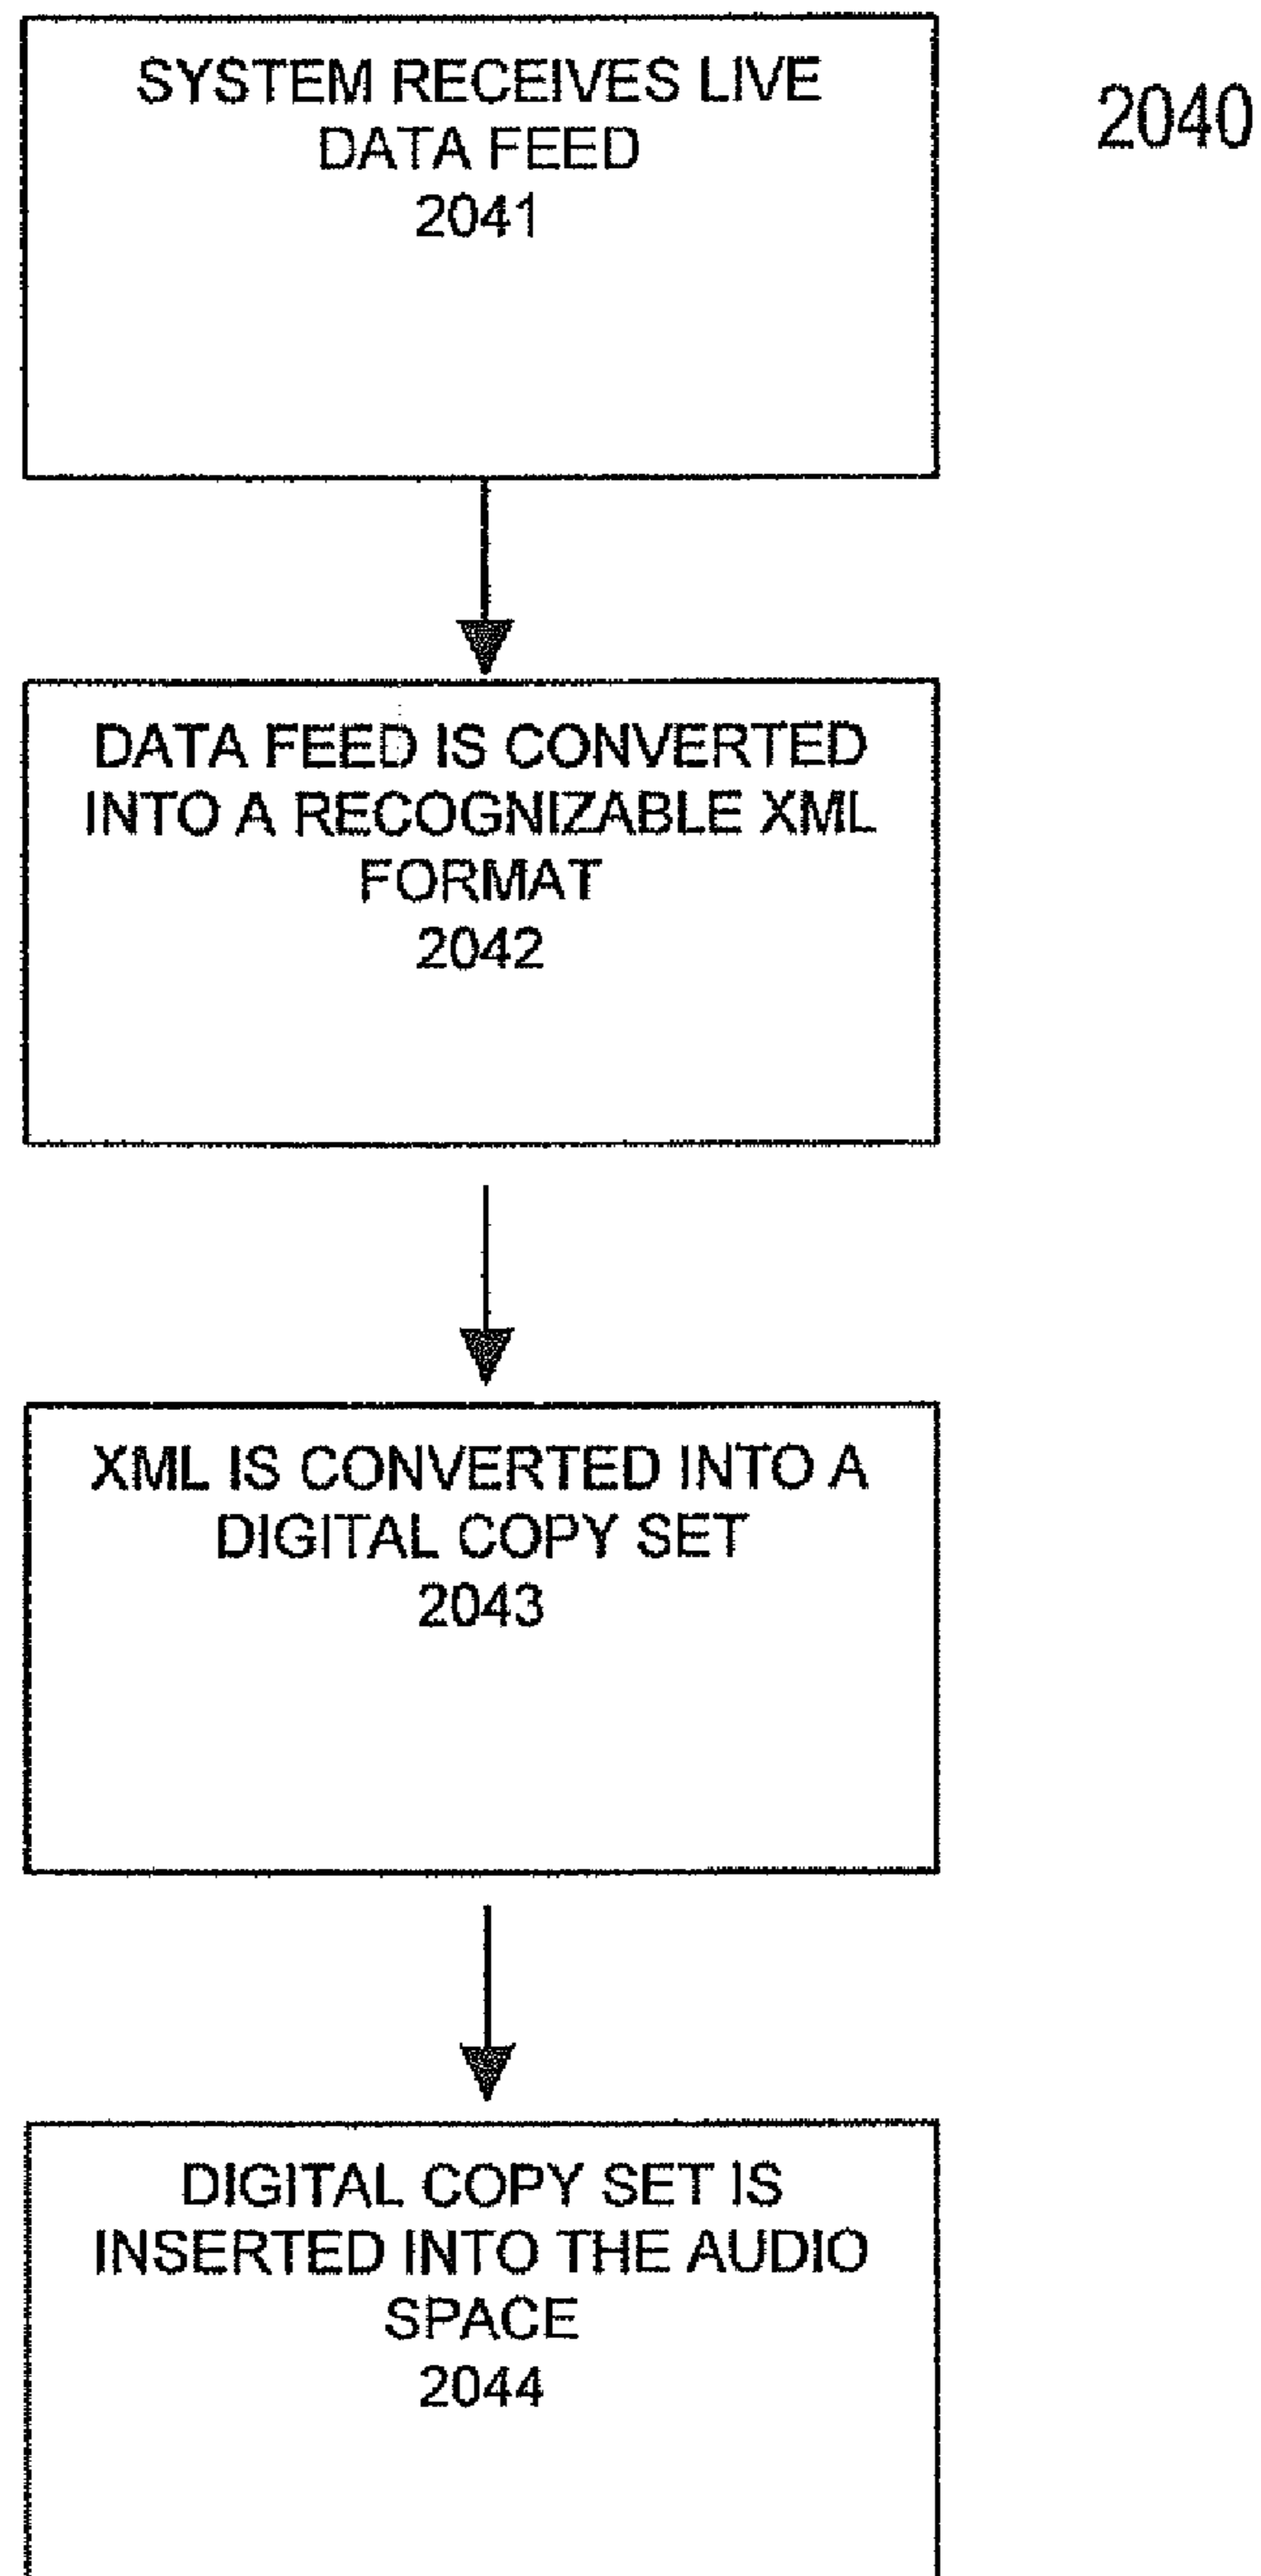 SYSTEM RECEIVES LIVE
DATA FEED
2041
2040
DATA FEED IS CONVERTED
INTO A RECOGNIZABLE XML
FORMAT
2042
XML IS CONVERTED INTO A
DIGITAL COPY SET
2043
DIGITAL COPY SET IS
INSERTED INTO THE AUDIO
SPACE
2044